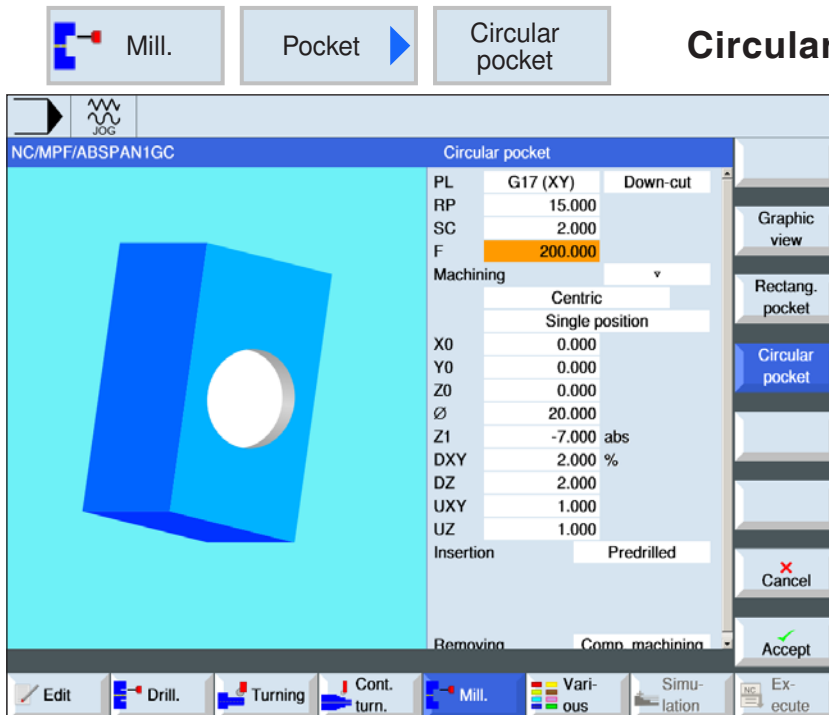 Mill.
Pocket
Circular
pocket
Circular
JOG
NC/MPF/ABSPAN1GC
Circular pocket
PL G17 (XY) Down-cut
RP 15.000
SC 2.000
F 200.000
Machining ▿
Centric
Single position
X0 0.000
Y0 0.000
Z0 0.000
Ø 20.000
Z1 -7.000 abs
DXY 2.000 %
DZ 2.000
UXY 1.000
UZ 1.000
Insertion Predrilled
Removing Comp. machining
Graphic
view
Rectang.
pocket
Circular
pocket
Cancel
Accept
Edit
Drill.
Turning
Cont.
turn.
Mill.
Vari-
ous
Simu-
lation
NC
Ex-
ecute